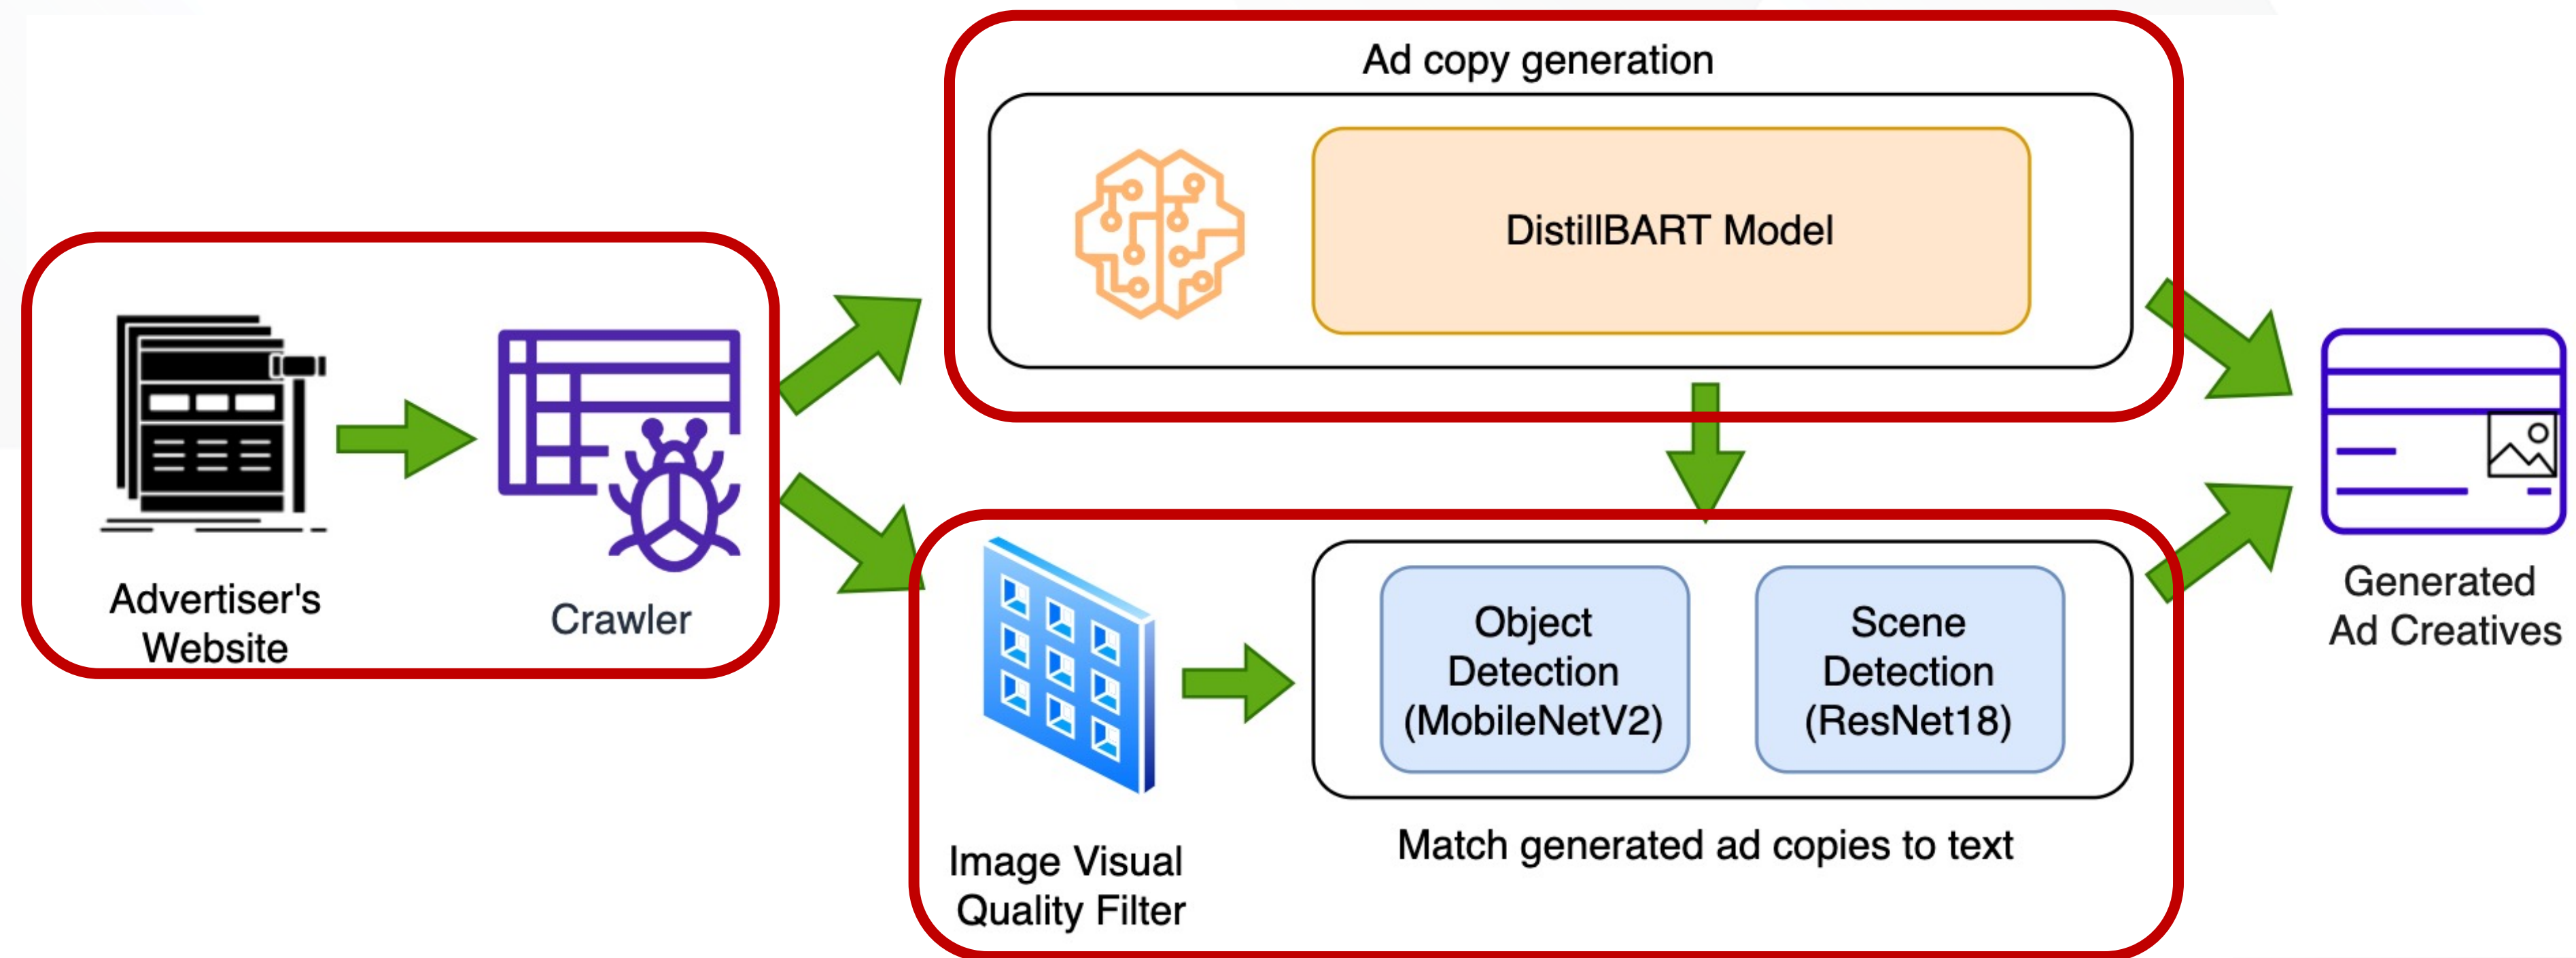 Ad copy generation
DistillBART Model
Advertiser's
Website
Crawler
Object
Detection
(MobileNetV2)
Scene
Detection
(ResNet18)
Match generated ad copies to text
Image Visual
Quality Filter
Generated
Ad Creatives